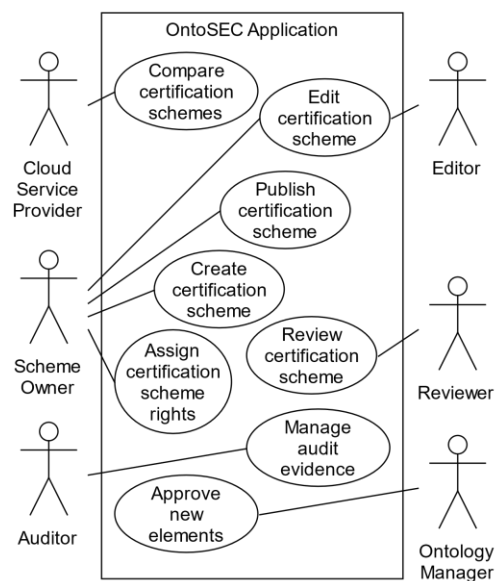 OntoSEC Application
Compare
certification
schemes
Edit
certification
scheme
Cloud
Service
Provider
Editor
Publish
certification
scheme
Create
certification
scheme
Assign
certification
scheme
rights
Review
certification
scheme
Scheme
Owner
Reviewer
Manage
audit
evidence
Approve
new
elements
Auditor
Ontology
Manager